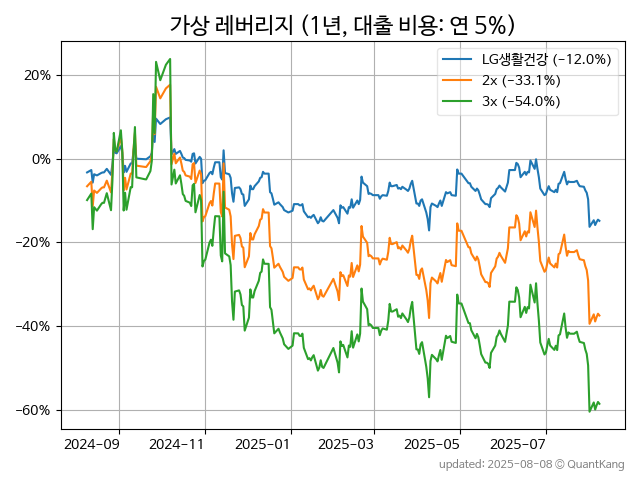 가상 레버리지 (1년, 대출 비용: 연 5%)
LG생활건강 (−12.0%)
2x (−33.1%)
3x (−54.0%)
20%
0%
−20%
−40%
−60%
2024-09 2024-11 2025-01 2025-03 2025-05 2025-07
updated: 2025-08-08 © QuantKang